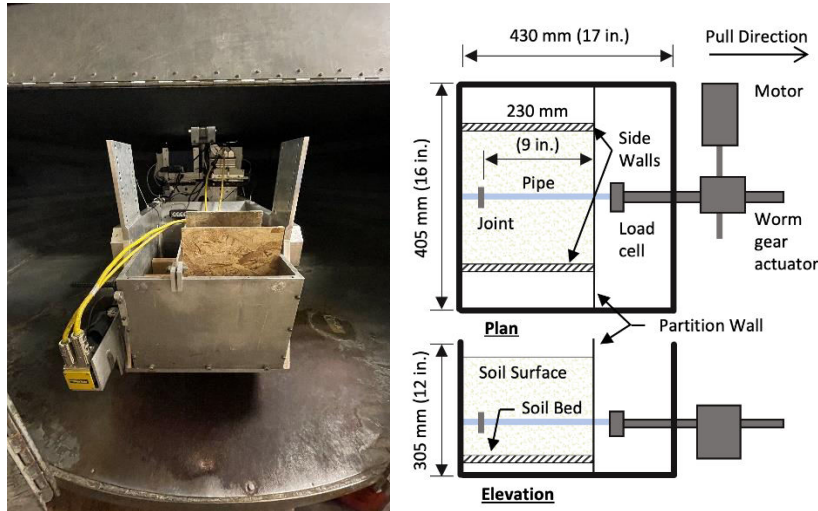 430 mm (17 in.)
Pull Direction
Motor
230 mm
(9 in.)
Side
Walls
405 mm (16 in.)
Pipe
Joint
Load
cell
Worm
gear
actuator
Plan
Partition Wall
305 mm (12 in.)
Soil Surface
Soil Bed
Elevation